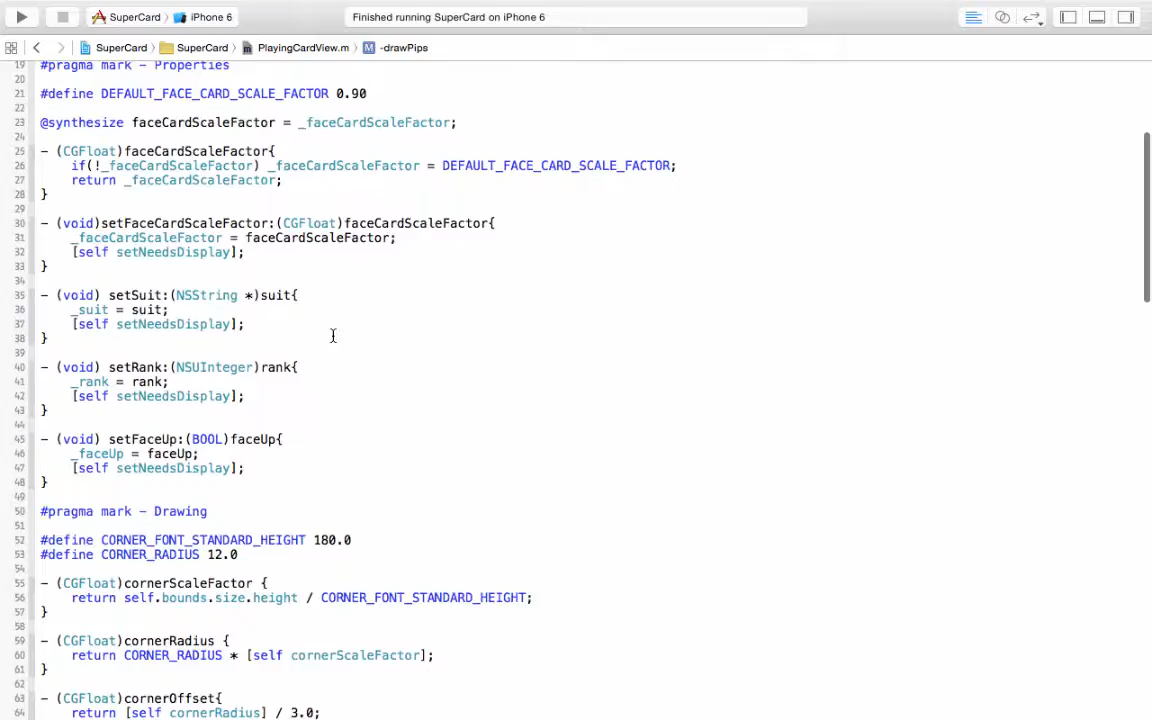 SuperCard iPhone 6
Finished running SuperCard on iPhone 6
SuperCard SuperCard PlayingCardView.m M -drawPips
19 #pragma mark - Properties
20
21 #define DEFAULT_FACE_CARD_SCALE_FACTOR 0.90
22
23 @synthesize faceCardScaleFactor = _faceCardScaleFactor;
24
25 - (CGFloat)faceCardScaleFactor{
26 if(!_faceCardScaleFactor) _faceCardScaleFactor = DEFAULT_FACE_CARD_SCALE_FACTOR;
27 return _faceCardScaleFactor;
28 }
29
30 - (void)setFaceCardScaleFactor:(CGFloat)faceCardScaleFactor{
31 _faceCardScaleFactor = faceCardScaleFactor;
32 [self setNeedsDisplay];
33 }
34
35 - (void) setSuit:(NSString *)suit{
36 _suit = suit;
37 [self setNeedsDisplay];
38 }
39
40 - (void) setRank:(NSUInteger)rank{
41 _rank = rank;
42 [self setNeedsDisplay];
43 }
44
45 - (void) setFaceUp:(BOOL)faceUp{
46 _faceUp = faceUp;
47 [self setNeedsDisplay];
48 }
49
50 #pragma mark - Drawing
51
52 #define CORNER_FONT_STANDARD_HEIGHT 180.0
53 #define CORNER_RADIUS 12.0
54
55 - (CGFloat)cornerScaleFactor {
56 return self.bounds.size.height / CORNER_FONT_STANDARD_HEIGHT;
57 }
58
59 - (CGFloat)cornerRadius {
60 return CORNER_RADIUS * [self cornerScaleFactor];
61 }
62
63 - (CGFloat)cornerOffset{
64 return [self cornerRadius] / 3.0;